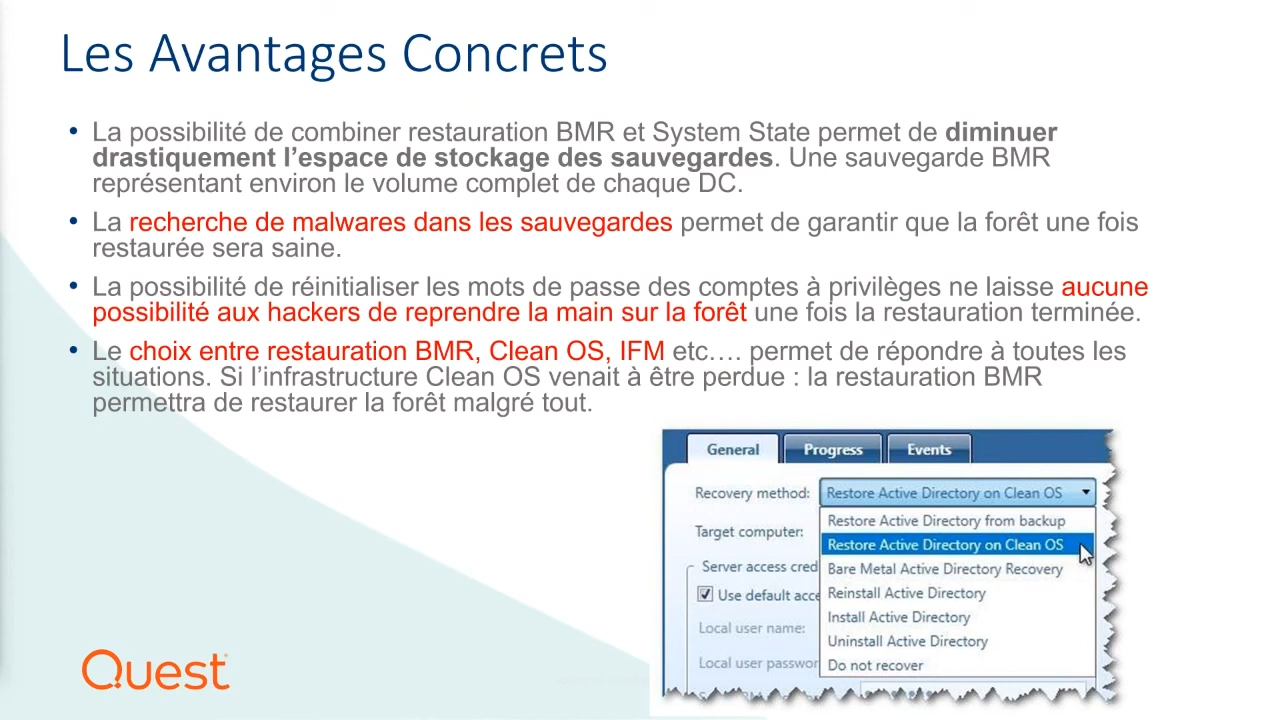 Les Avantages Concrets
• La possibilité de combiner restauration BMR et System State permet de diminuer
drastiquement l’espace de stockage des sauvegardes. Une sauvegarde BMR
représentant environ le volume complet de chaque DC.
• La recherche de malwares dans les sauvegardes permet de garantir que la forêt une fois
restaurée sera saine.
• La possibilité de réinitialiser les mots de passe des comptes à privilèges ne laisse aucune
possibilité aux hackers de reprendre la main sur la forêt une fois la restauration terminée.
• Le choix entre restauration BMR, Clean OS, IFM etc…. permet de répondre à toutes les
situations. Si l’infrastructure Clean OS venait à être perdue : la restauration BMR
permettra de restaurer la forêt malgré tout.
General Progress Events
Recovery method: Restore Active Directory on Clean OS
Restore Active Directory from backup
Target computer:
Restore Active Directory on Clean OS
Server access cred
Bare Metal Active Directory Recovery
Use default acce
Reinstall Active Directory
Install Active Directory
Local user name:
Uninstall Active Directory
Local user passwor
Do not recover
Quest